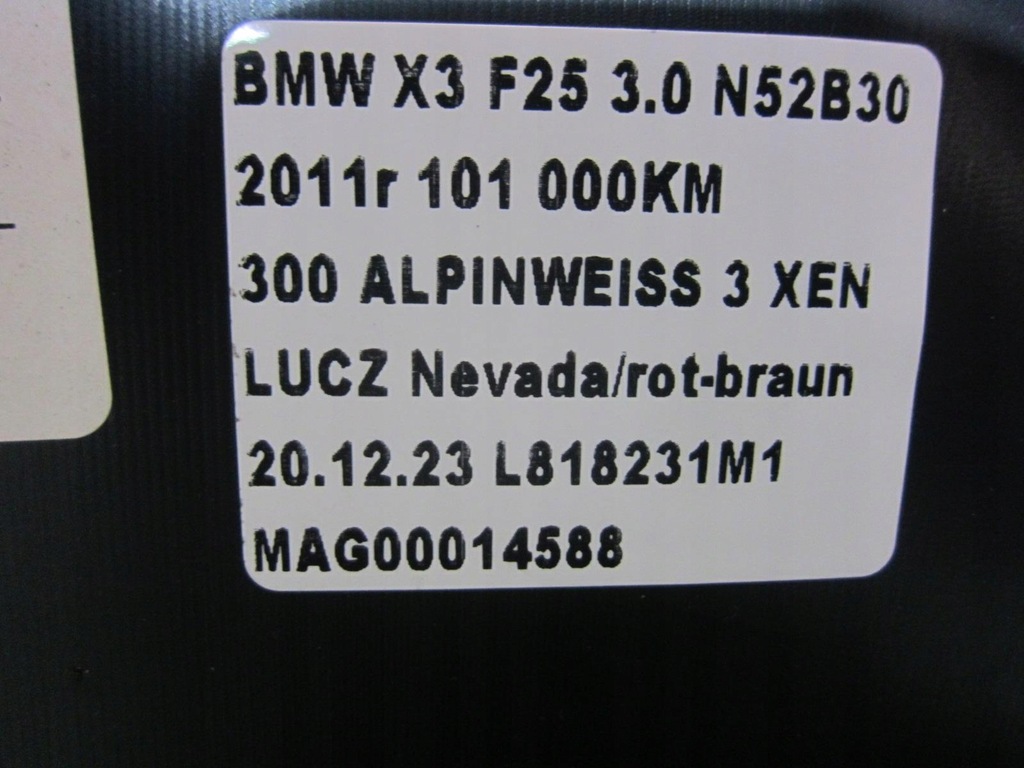 BMW X3 F25 3.0 N52B30
2011r 101 000KM
300 ALPINWEISS 3 XEN
LUCZ Nevada/rot-braun
20.12.23 L818231M1
MAG00014588